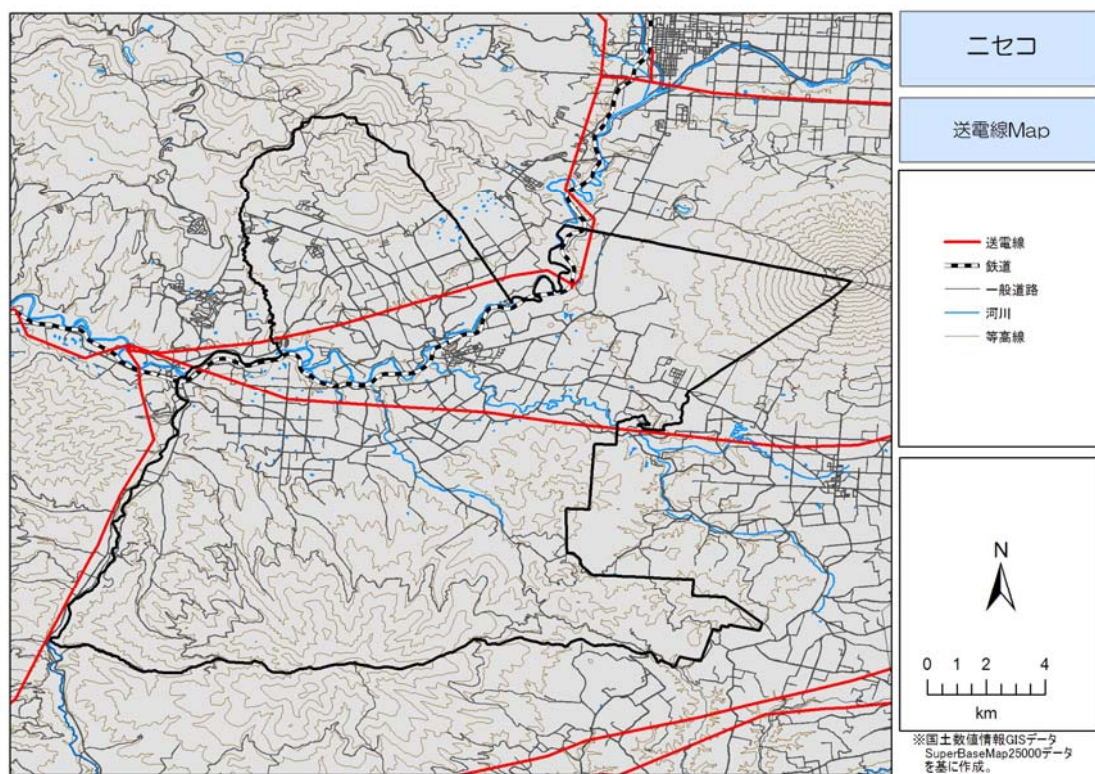 ニセコ
送電線Map
送電線
鉄道
一般道路
河川
等高線
N
0 1 2 4
km
※国土数値情報GISデータ
SuperBaseMap25000データ
を基に作成。